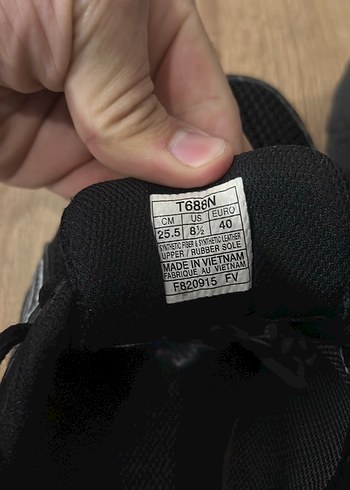 T688N
CM US EURO
25.5 8½ 40
SYNTHETIC FIBER & SYNTHETIC LEATHER
UPPER / RUBBER SOLE
MADE IN VIETNAM
FABRIQUE AU VIETNAM
F820915 FV